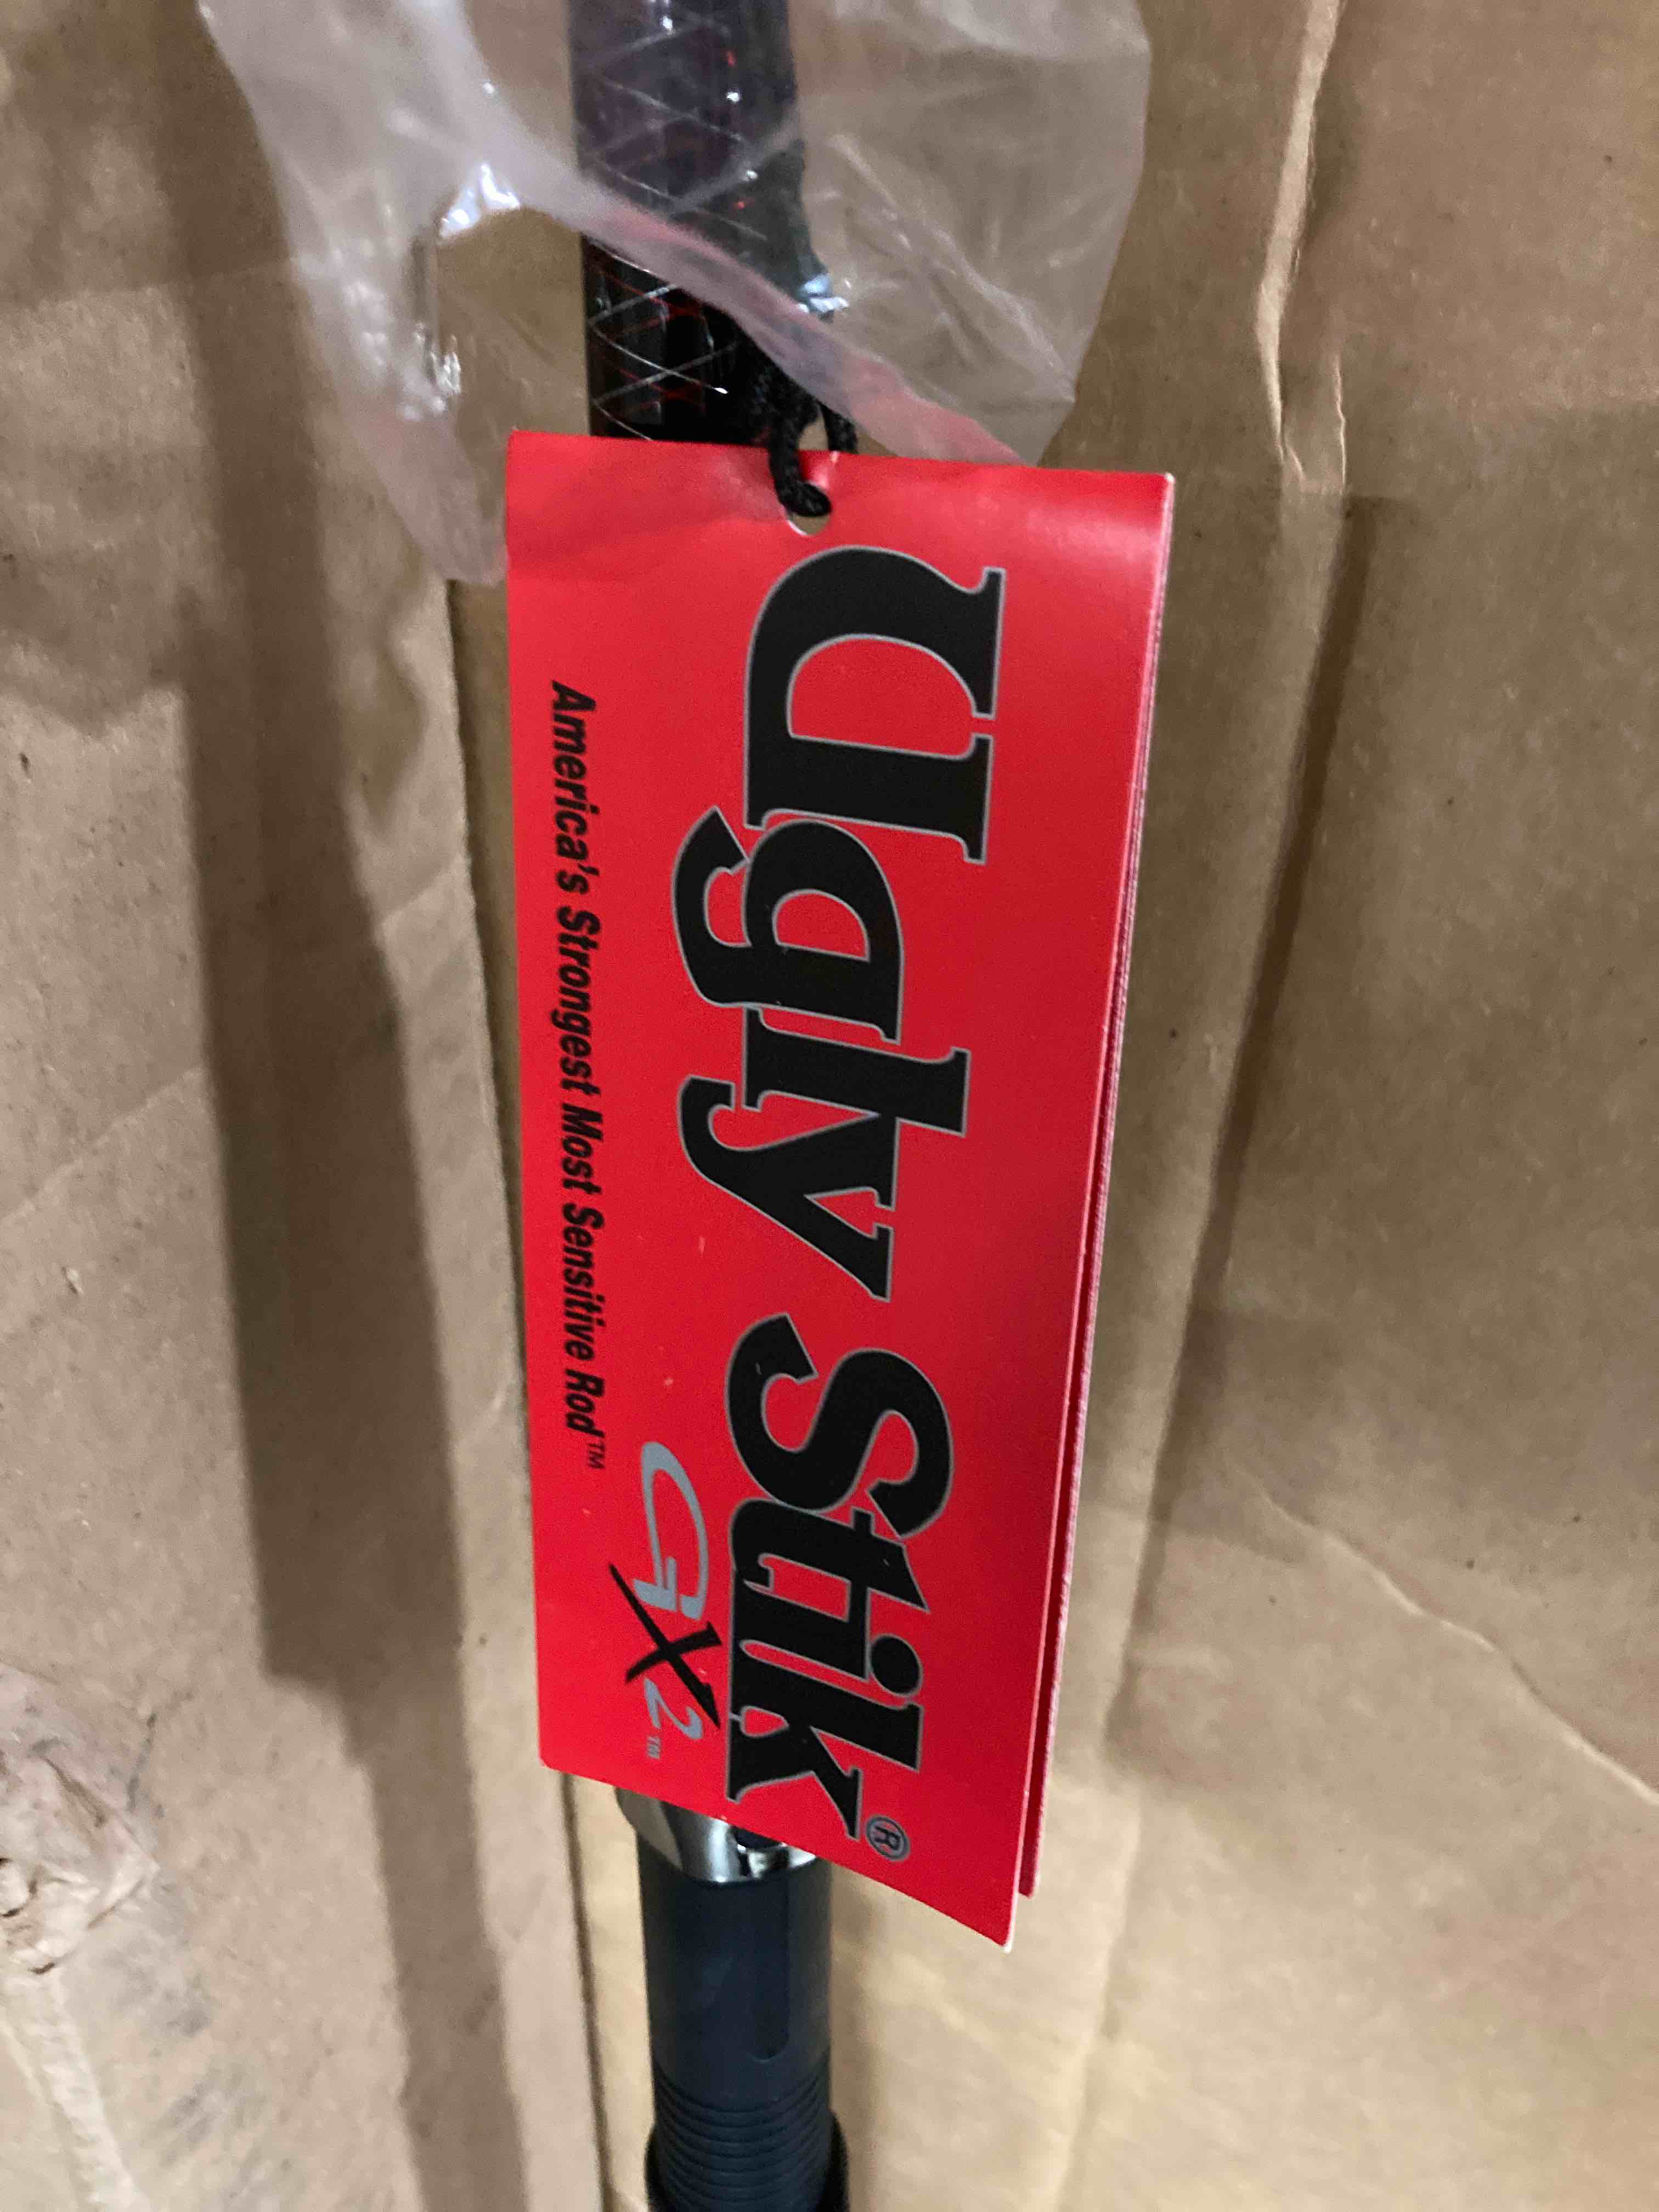 Ugly Stik®
GX2™
America's Strongest Most Sensitive Rod™